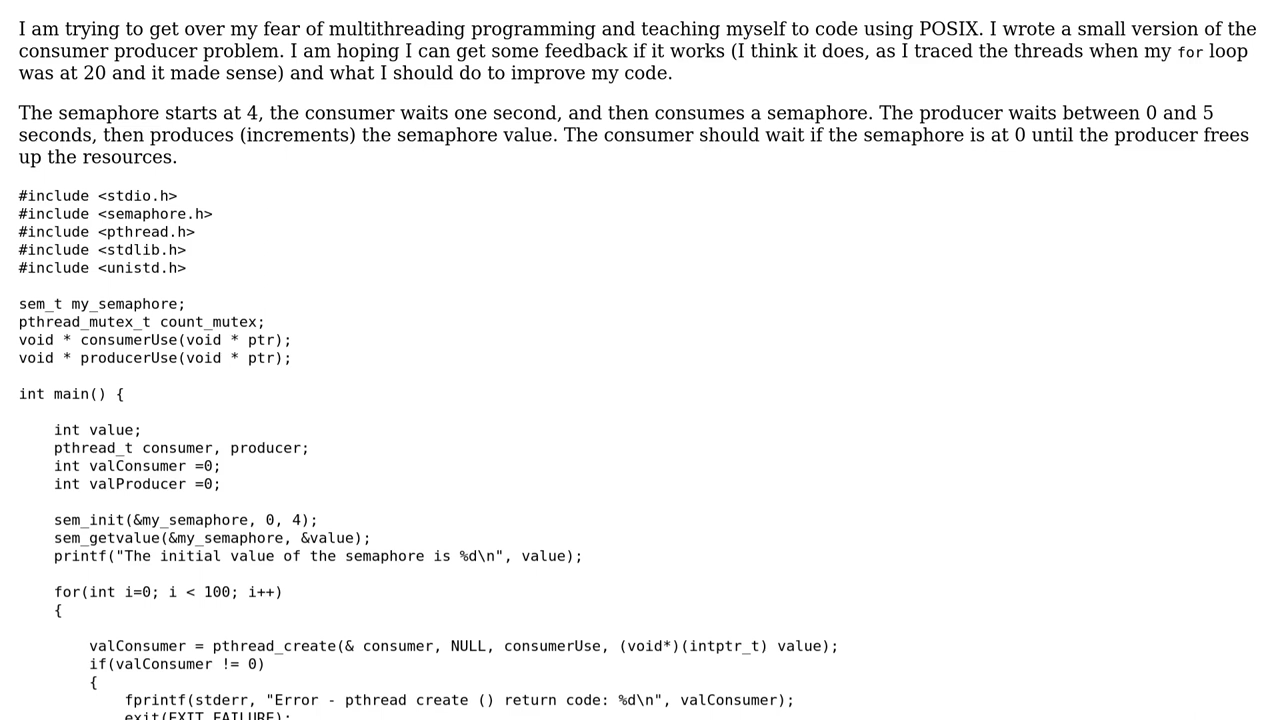 I am trying to get over my fear of multithreading programming and teaching myself to code using POSIX. I wrote a small version of the
consumer producer problem. I am hoping I can get some feedback if it works (I think it does, as I traced the threads when my for loop
was at 20 and it made sense) and what I should do to improve my code.
The semaphore starts at 4, the consumer waits one second, and then consumes a semaphore. The producer waits between 0 and 5
seconds, then produces (increments) the semaphore value. The consumer should wait if the semaphore is at 0 until the producer frees
up the resources.
#include <stdio.h>
#include <semaphore.h>
#include <pthread.h>
#include <stdlib.h>
#include <unistd.h>
sem_t my_semaphore;
pthread_mutex_t count_mutex;
void * consumerUse(void * ptr);
void * producerUse(void * ptr);
int main() {
    int value;
    pthread_t consumer, producer;
    int valConsumer =0;
    int valProducer =0;
    sem_init(&my_semaphore, 0, 4);
    sem_getvalue(&my_semaphore, &value);
    printf("The initial value of the semaphore is %d\n", value);
    for(int i=0; i < 100; i++)
    {
        valConsumer = pthread_create(& consumer, NULL, consumerUse, (void*)(intptr_t) value);
        if(valConsumer != 0)
        {
            fprintf(stderr, "Error - pthread create () return code: %d\n", valConsumer);
            exit(EXIT_FAILURE);